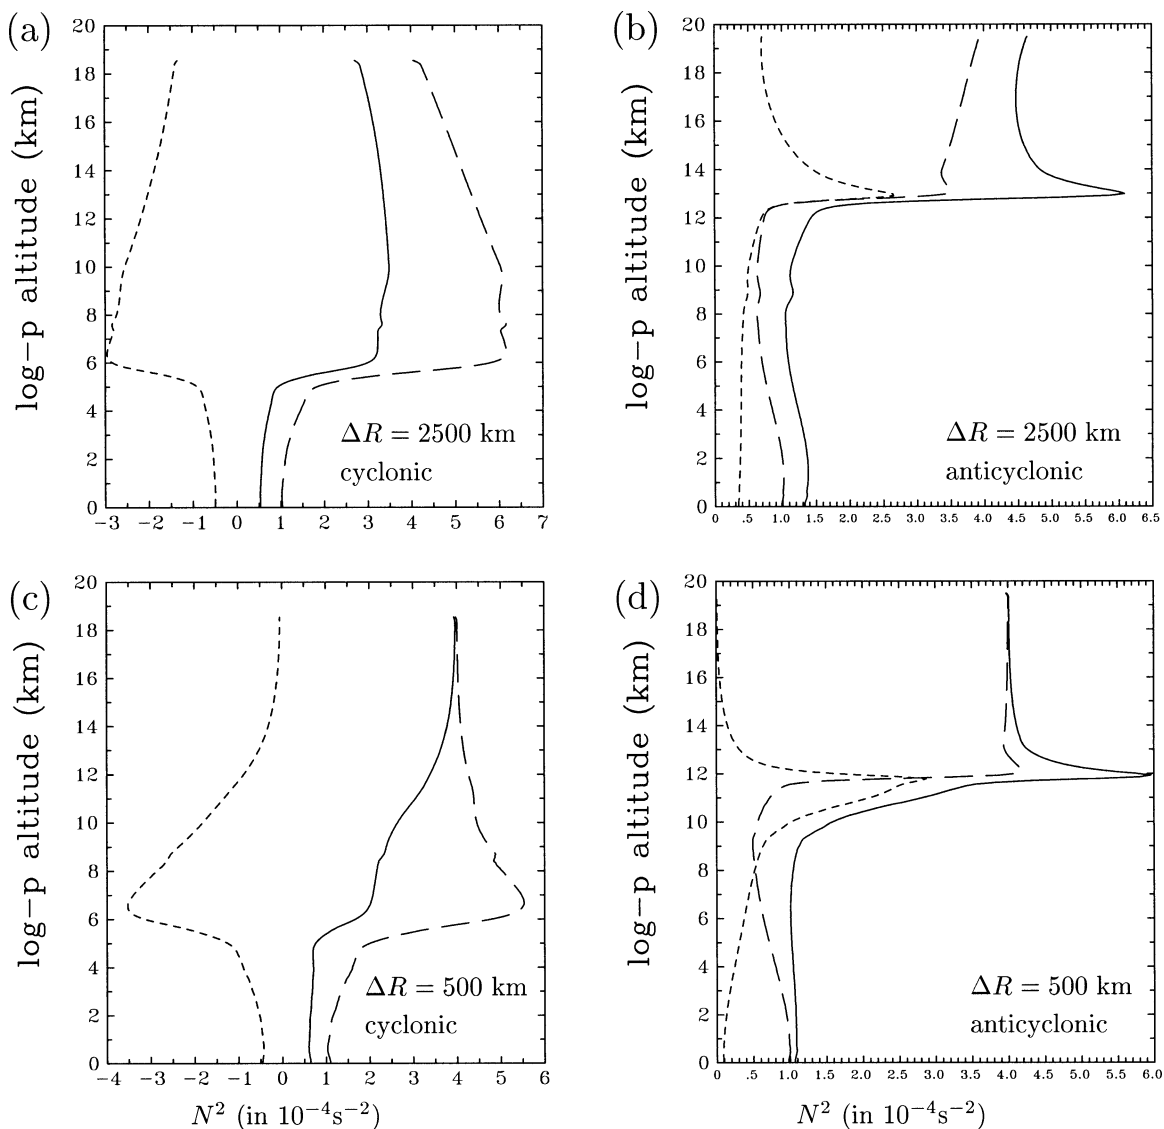 (a)
20
18
16
14
12
10
8
6
4
2
0
log−p altitude (km)
−3 −2 −1 0 1 2 3 4 5 6 7
ΔR = 2500 km
cyclonic
(b)
20
18
16
14
12
10
8
6
4
2
0
log−p altitude (km)
0 .5 1.0 1.5 2.0 2.5 3.0 3.5 4.0 4.5 5.0 5.5 6.0 6.5
ΔR = 2500 km
anticyclonic
(c)
20
18
16
14
12
10
8
6
4
2
0
log−p altitude (km)
−4 −3 −2 −1 0 1 2 3 4 5 6
ΔR = 500 km
cyclonic
N² (in 10⁻⁴s⁻²)
(d)
20
18
16
14
12
10
8
6
4
2
0
log−p altitude (km)
0 .5 1.0 1.5 2.0 2.5 3.0 3.5 4.0 4.5 5.0 5.5 6.0
ΔR = 500 km
anticyclonic
N² (in 10⁻⁴s⁻²)